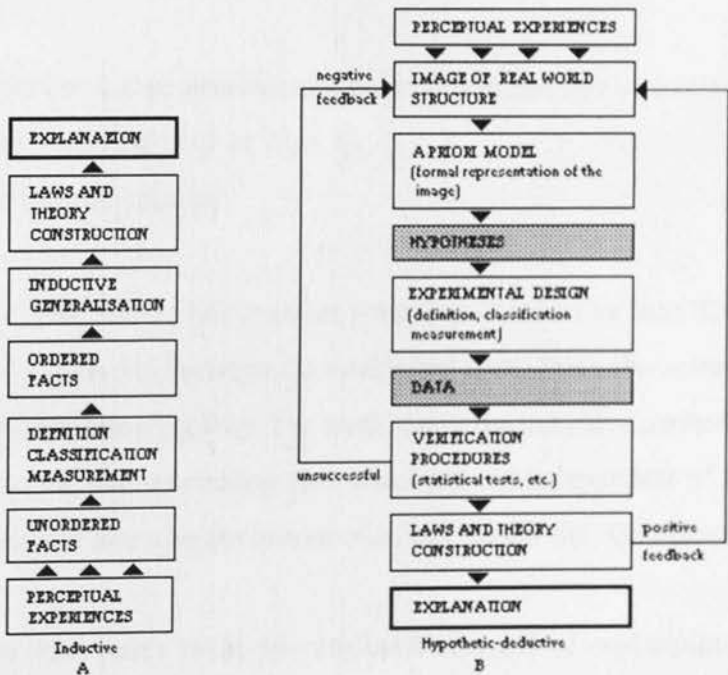 EXPLANATION
LAWS AND
THEORY
CONSTRUCTION
INDUCTIVE
GENERALISATION
ORDERED
FACTS
DEFINITION
CLASSIFICATION
MEASUREMENT
UNORDERED
FACTS
PERCEPTUAL
EXPERIENCES
Inductive
A
PERCEPTUAL EXPERIENCES
negative
feedback
IMAGE OF REAL WORLD
STRUCTURE
A PRIORI MODEL
(formal representation of the
image)
HYPOTHESES
EXPERIMENTAL DESIGN
(definition, classification
measurement)
DATA
VERIFICATION
PROCEDURES
(statistical tests, etc.)
unsuccessful
LAWS AND THEORY
CONSTRUCTION
positive
feedback
EXPLANATION
Hypothetic-deductive
B